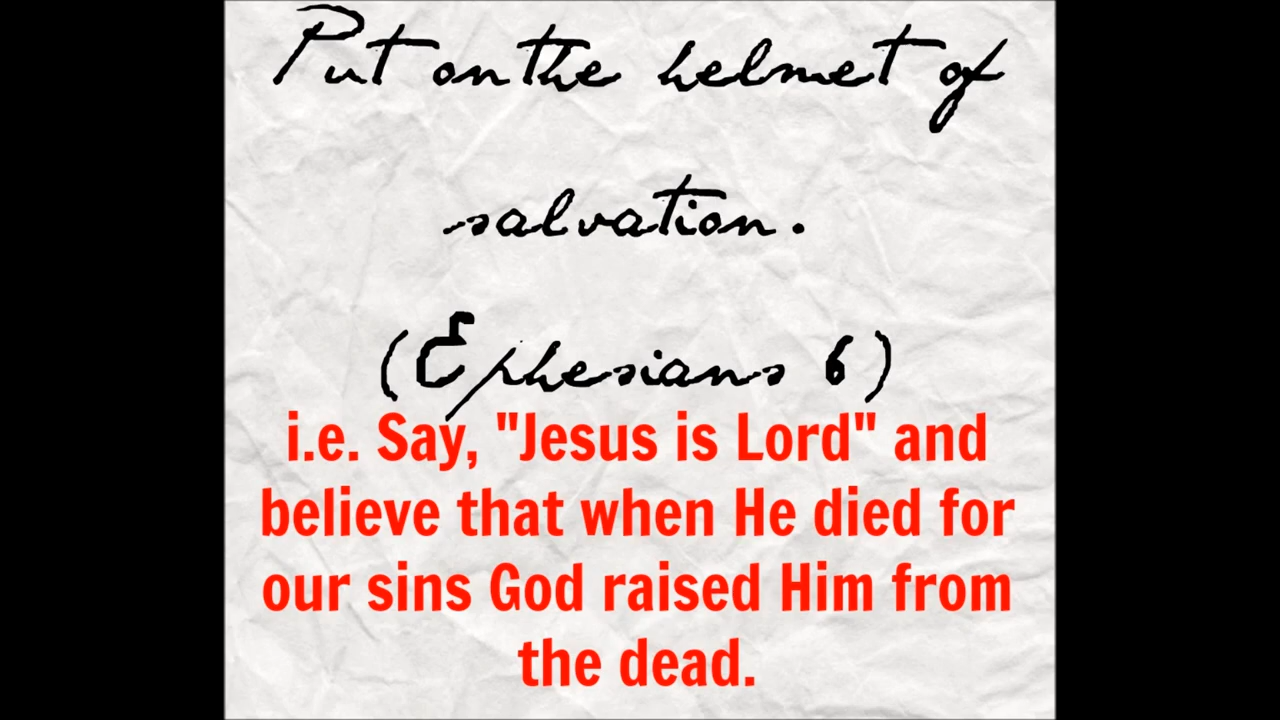 Put on the helmet of
salvation.
(Ephesians 6)
i.e. Say, "Jesus is Lord" and
believe that when He died for
our sins God raised Him from
the dead.